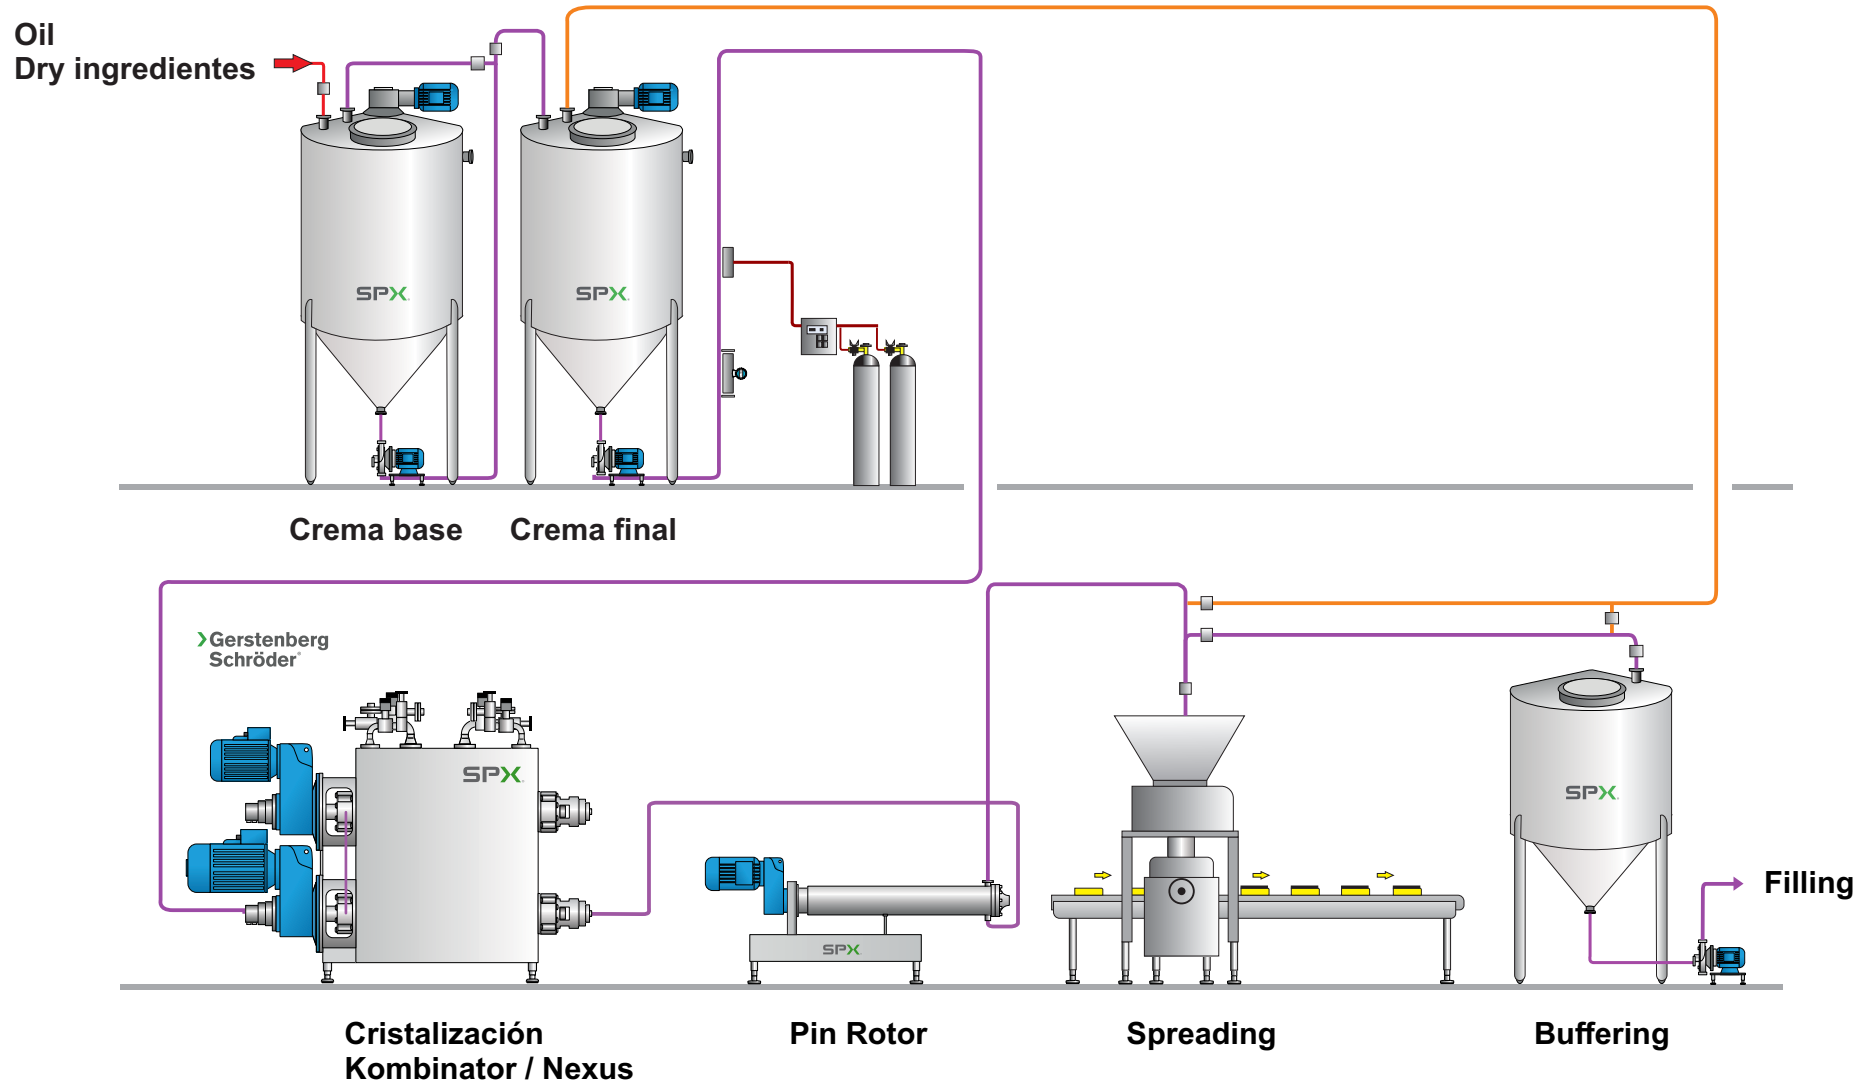 Oil
Dry ingredientes
SPX
SPX
Crema base
Crema final
Gerstenberg
Schröder®
SPX
SPX
SPX
Filling
Cristalización
Kombinator / Nexus
Pin Rotor
Spreading
Buffering